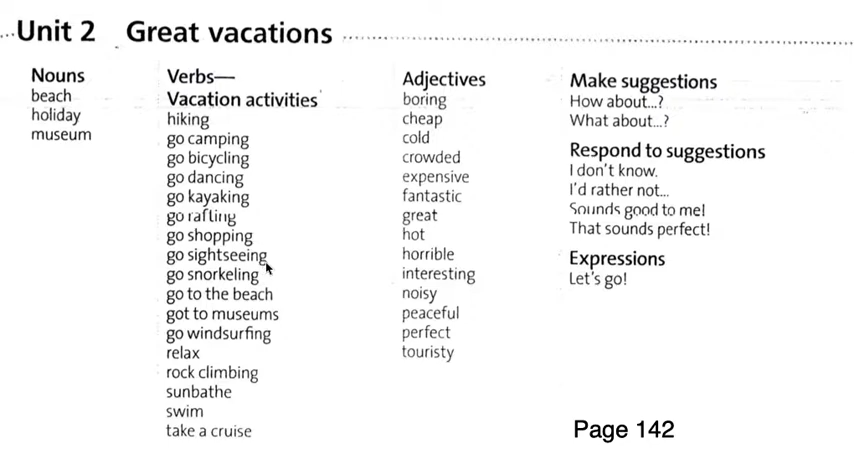 Unit 2 Great vacations
Nouns
beach
holiday
museum
Verbs—
Vacation activities
hiking
go camping
go bicycling
go dancing
go kayaking
go rafting
go shopping
go sightseeing
go snorkeling
go to the beach
got to museums
go windsurfing
relax
rock climbing
sunbathe
swim
take a cruise
Adjectives
boring
cheap
cold
crowded
expensive
fantastic
great
hot
horrible
interesting
noisy
peaceful
perfect
touristy
Make suggestions
How about...?
What about...?
Respond to suggestions
I don't know.
I'd rather not...
Sounds good to me!
That sounds perfect!
Expressions
Let's go!
Page 142